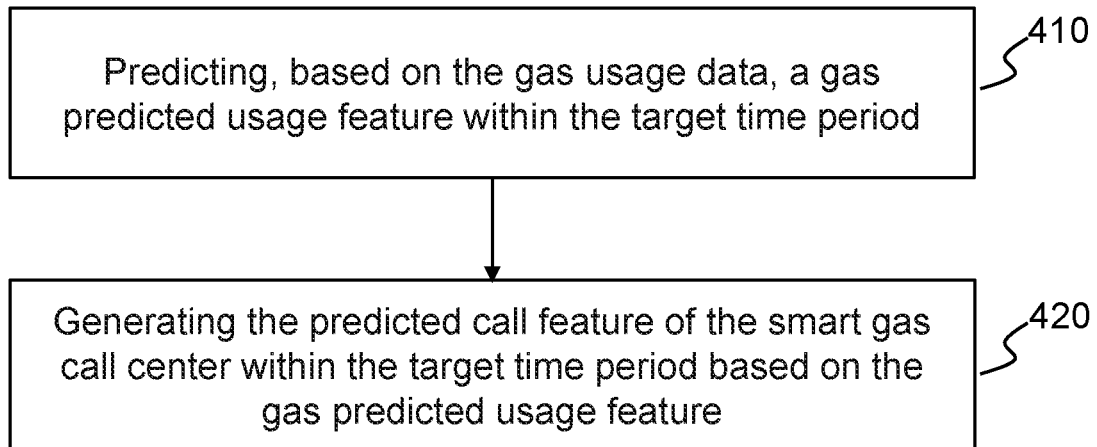 410
Predicting, based on the gas usage data, a gas
predicted usage feature within the target time period
420
Generating the predicted call feature of the smart gas
call center within the target time period based on the
gas predicted usage feature